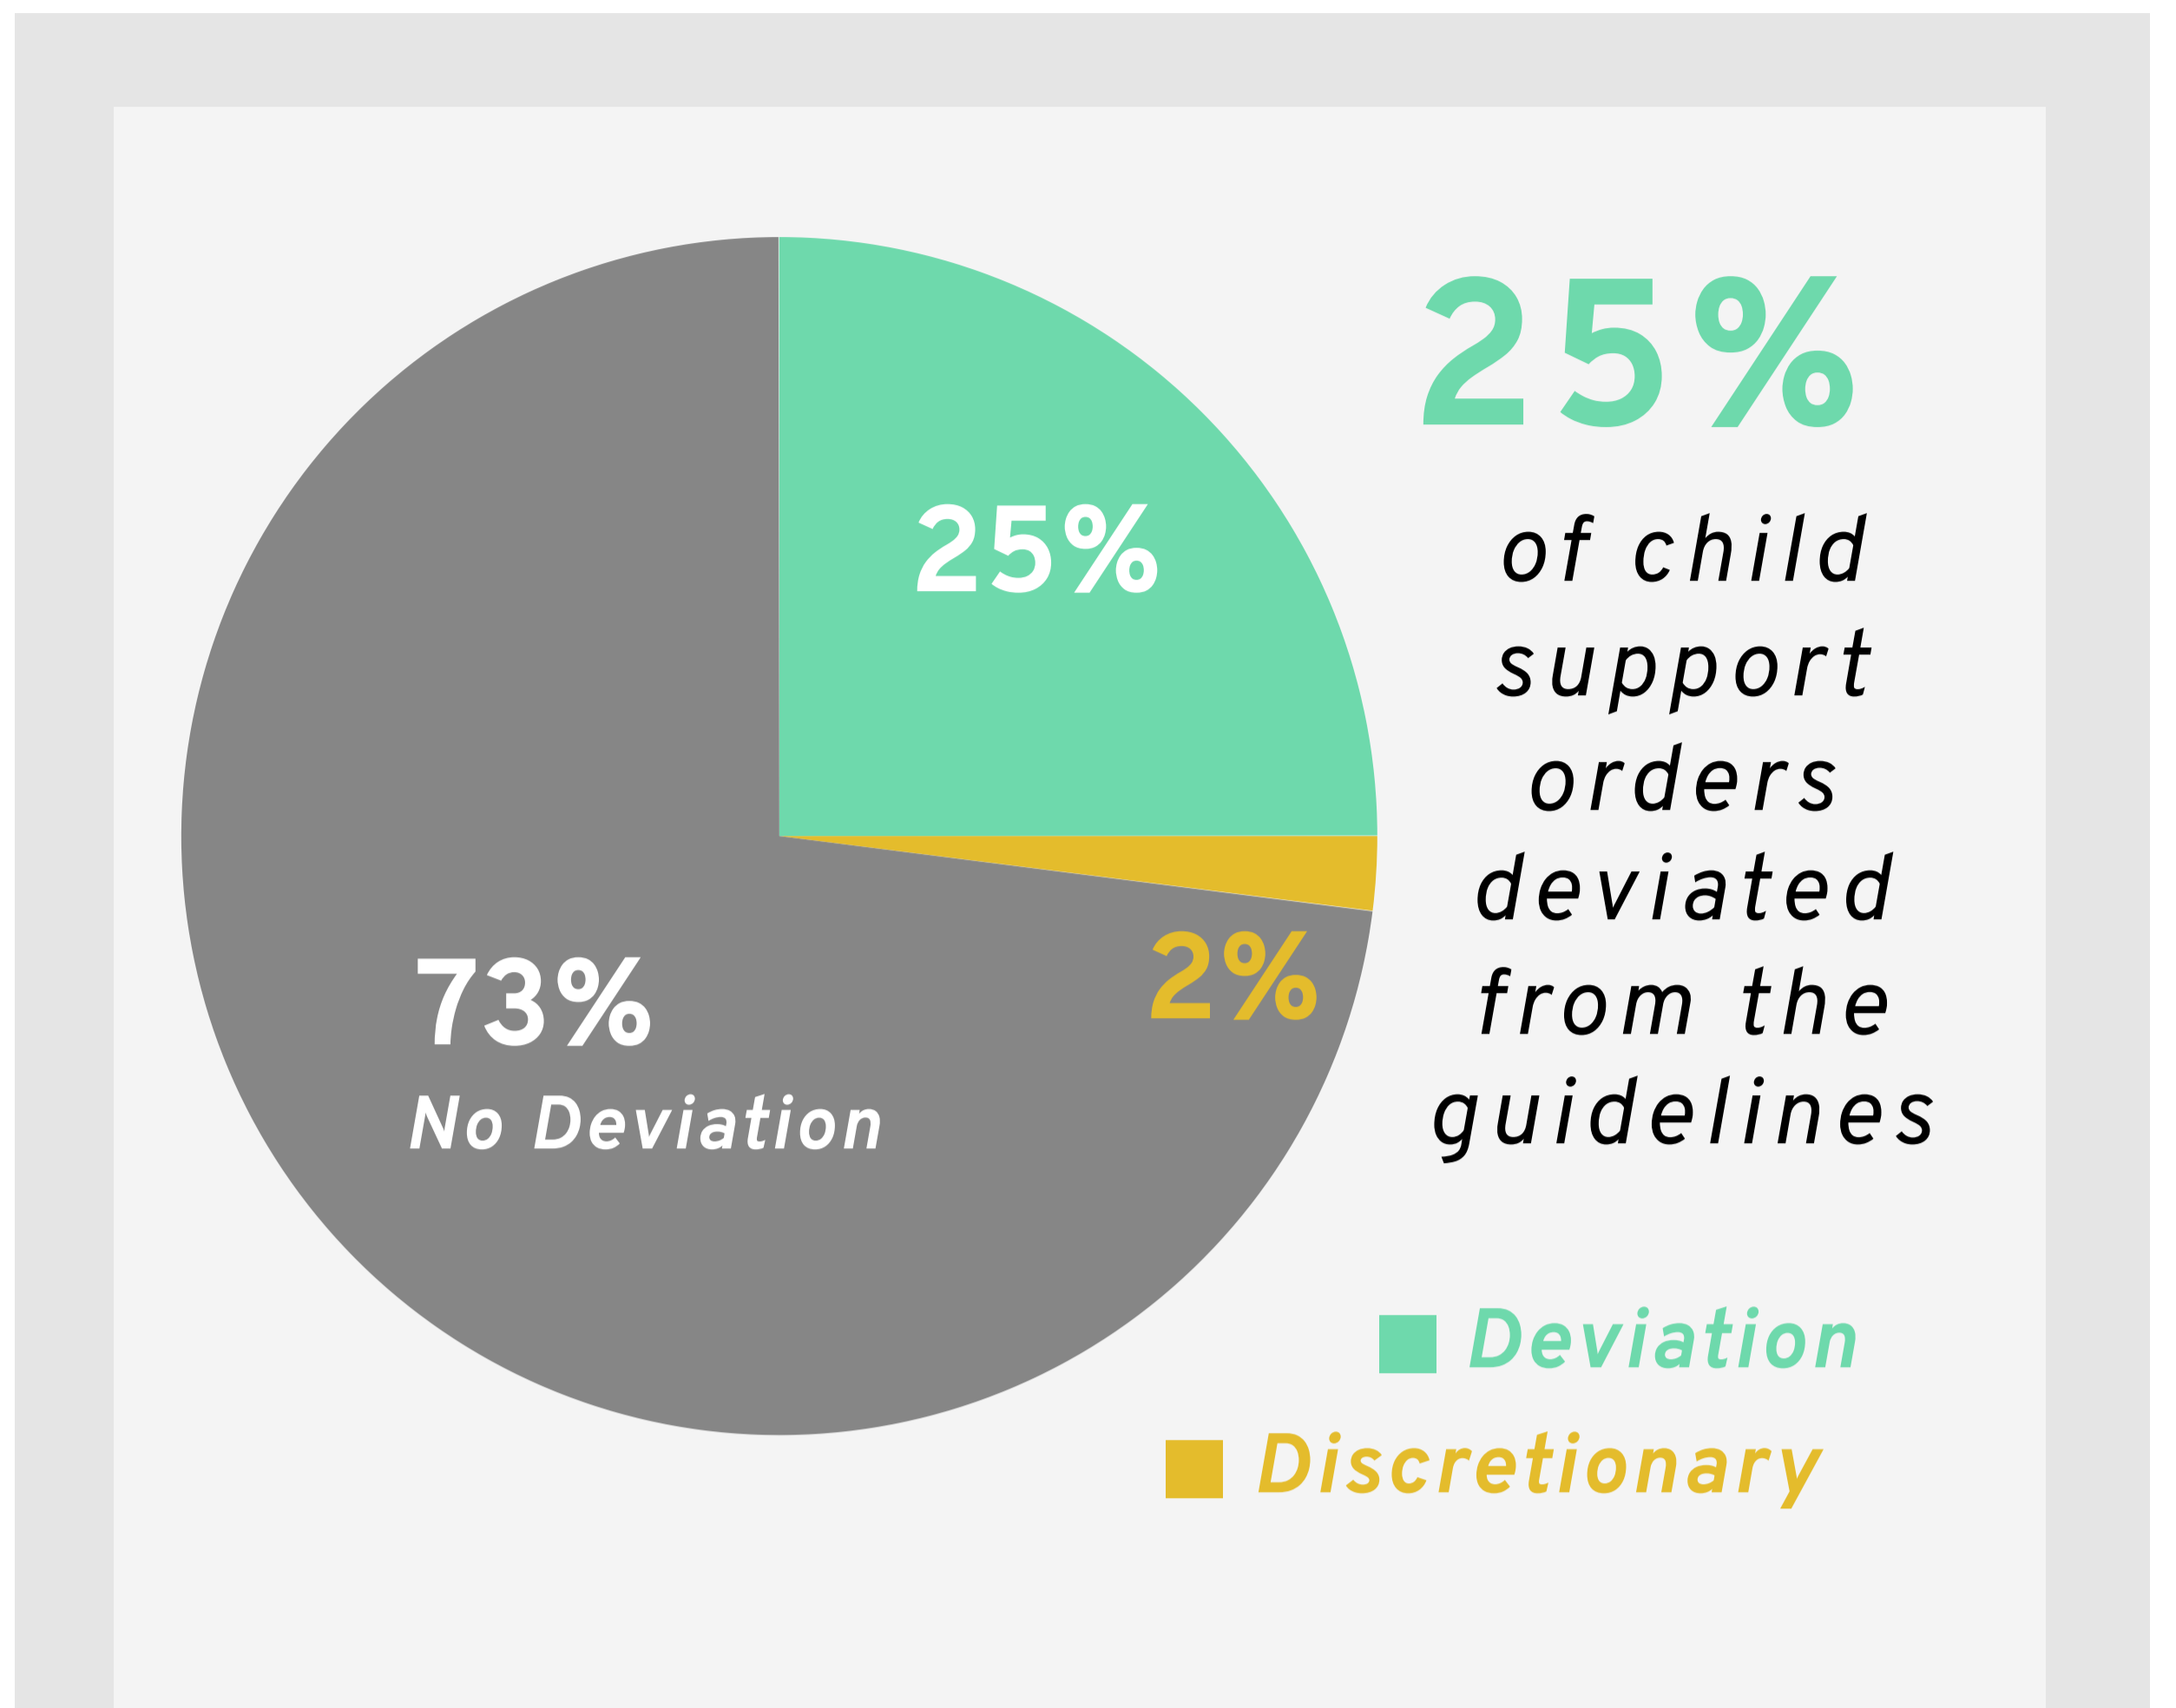 25%
of child
support
orders
deviated
from the
guidelines
25%
2%
73%
No Deviation
Deviation
Discretionary